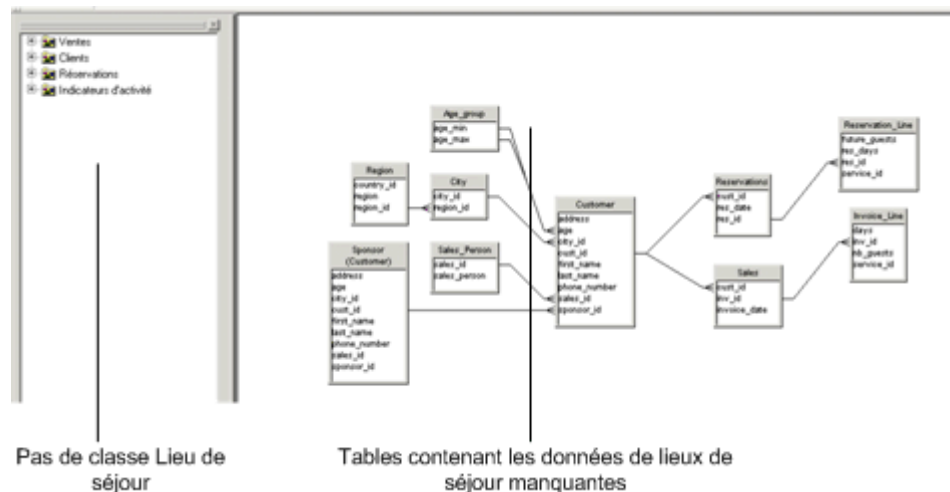 Ventes
Clients
Réservations
Indicateurs d'activité
Age_group
age_min
age_max
Region
country_id
region
region_id
City
city_id
region_id
Sponsor
(Customer)
address
age
city_id
cust_id
first_name
last_name
phone_number
sales_id
sponsor_id
Sales_Person
sales_id
sales_person
Customer
address
age
city_id
cust_id
first_name
last_name
phone_number
sales_id
sponsor_id
Reservations
cust_id
res_date
res_id
Sales
cust_id
inv_id
invoice_date
Reservation_Line
future_guests
res_days
res_id
service_id
Invoice_Line
days
inv_id
nb_guests
service_id
Pas de classe Lieu de
séjour
Tables contenant les données de lieux de
séjour manquantes